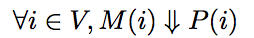 ∀i ∈ V, M(i) ⇓ P(i)